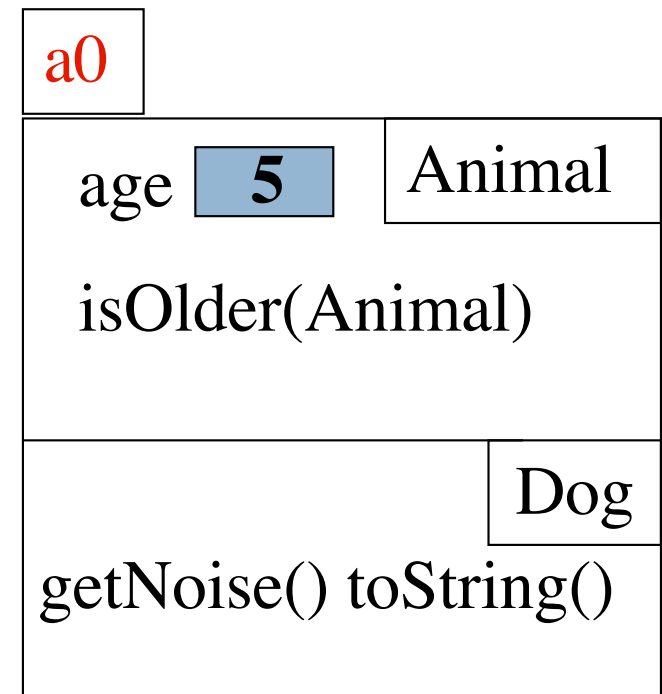 a0
age 5 Animal
isOlder(Animal)
Dog
getNoise() toString()